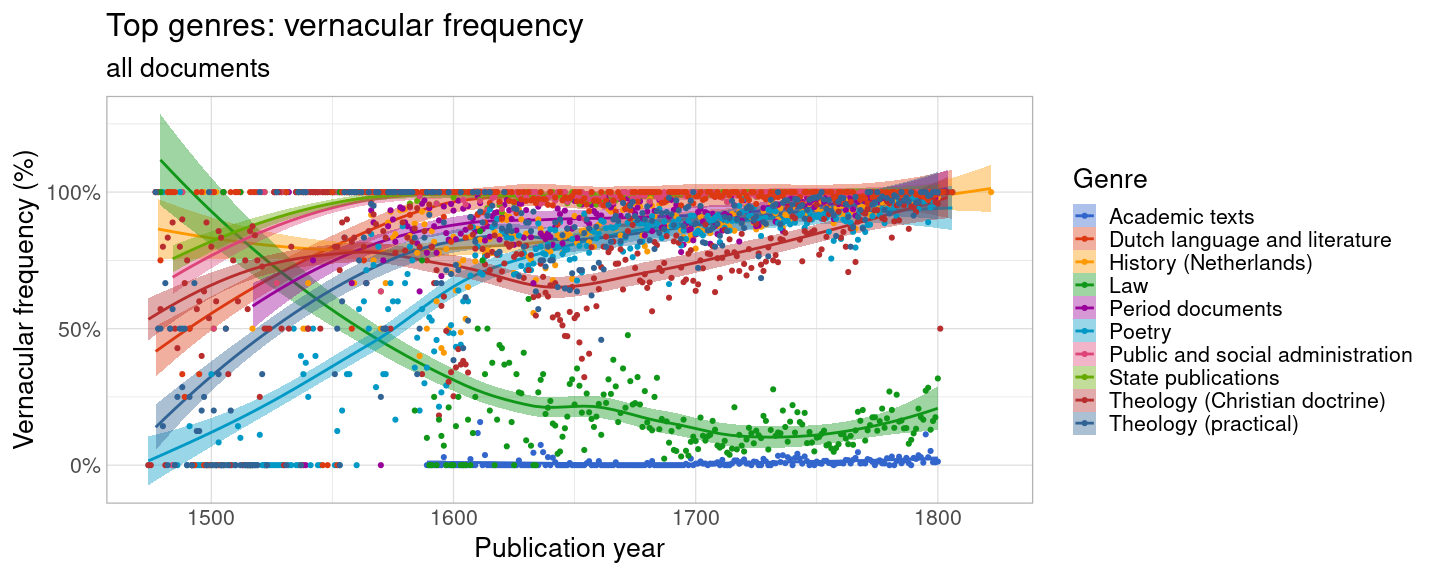 Top genres: vernacular frequency
all documents
Vernacular frequency (%)
100%
50%
0%
1500 1600 1700 1800
Publication year
Genre
Academic texts
Dutch language and literature
History (Netherlands)
Law
Period documents
Poetry
Public and social administration
State publications
Theology (Christian doctrine)
Theology (practical)